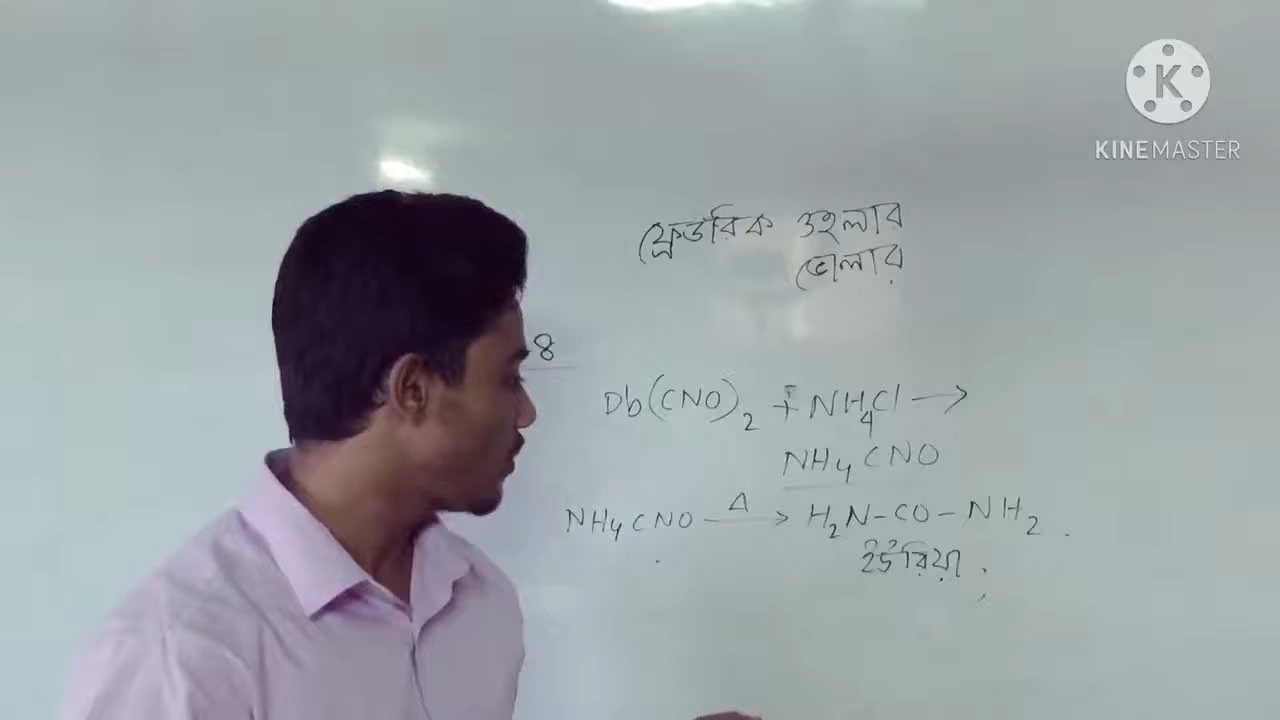 KINEMASTER
ফ্রেডরিক ওহলার
ভোলার
8
Pb(CNO)₂ + NH₄Cl →
NH₄CNO
NH₄CNO —Δ→ H₂N-CO-NH₂.
ইউরিয়া